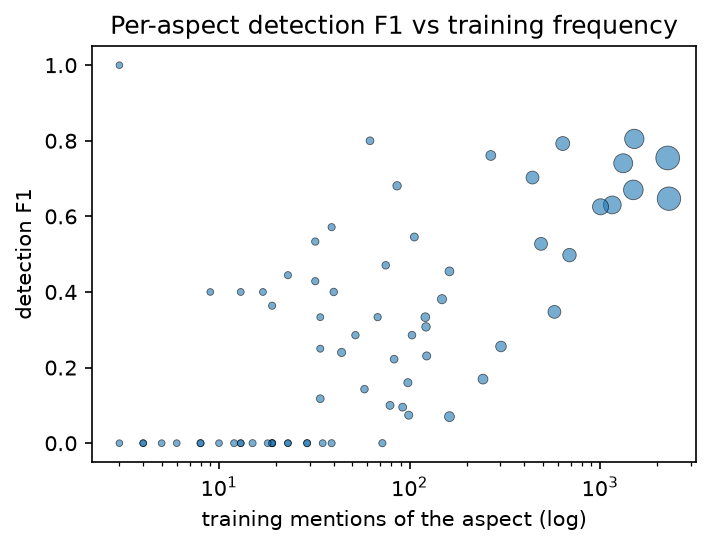 Per-aspect detection F1 vs training frequency
detection F1
1.0
0.8
0.6
0.4
0.2
0.0
10¹ 10² 10³
training mentions of the aspect (log)